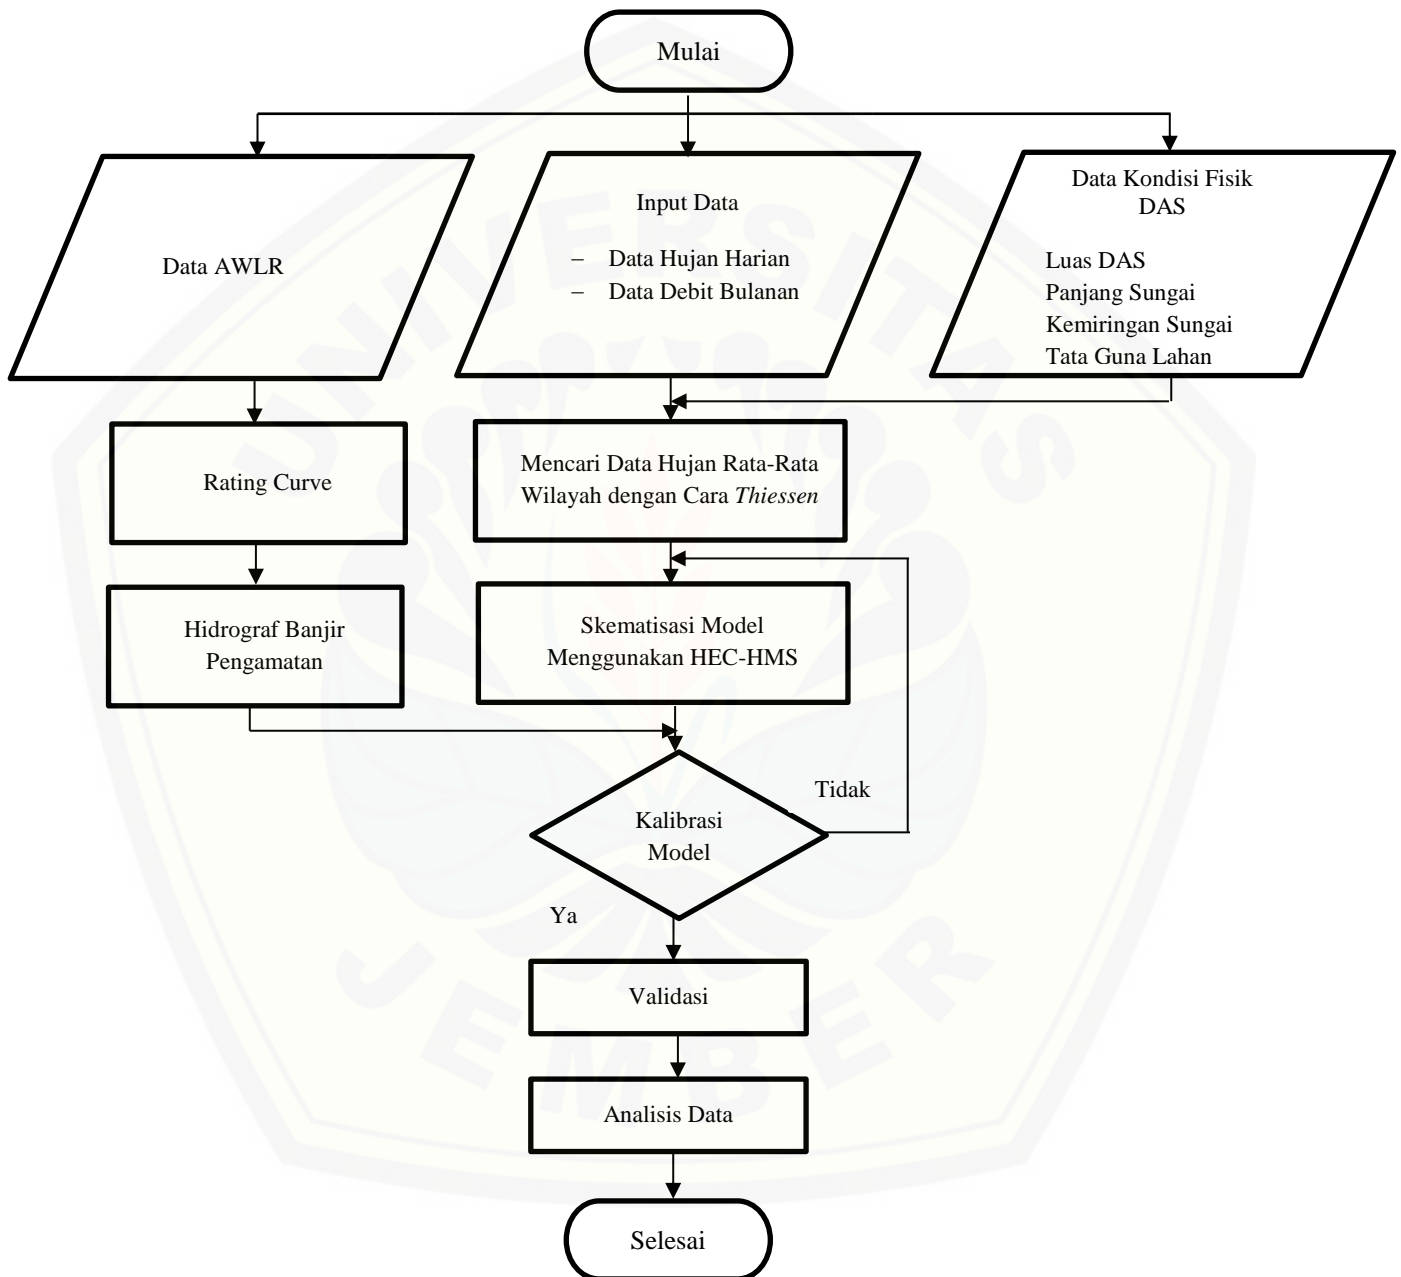 Mulai
Data AWLR
Input Data
– Data Hujan Harian
– Data Debit Bulanan
Data Kondisi Fisik
DAS
Luas DAS
Panjang Sungai
Kemiringan Sungai
Tata Guna Lahan
Rating Curve
Mencari Data Hujan Rata-Rata
Wilayah dengan Cara Thiessen
Hidrograf Banjir
Pengamatan
Skematisasi Model
Menggunakan HEC-HMS
Kalibrasi
Model
Tidak
Ya
Validasi
Analisis Data
Selesai
UNIVERSITAS
JEMBER